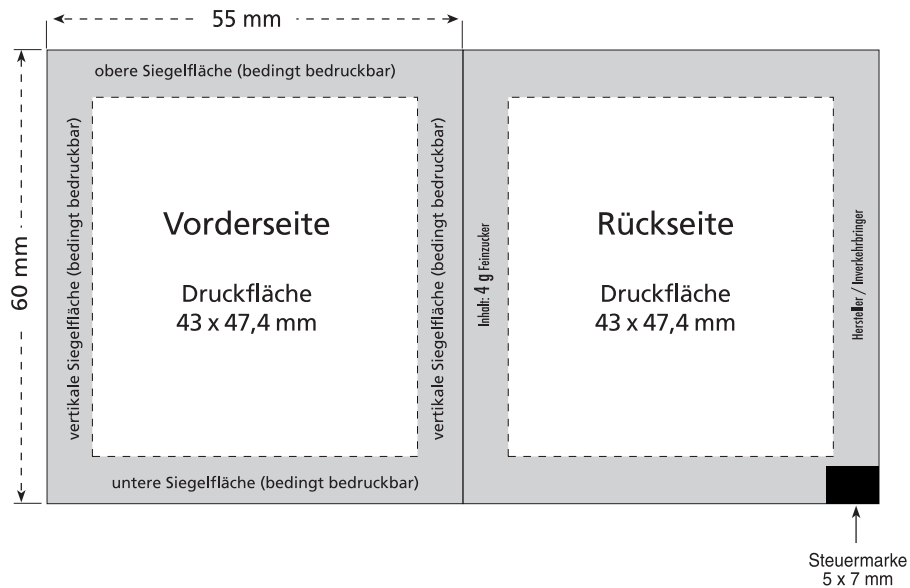 55 mm
60 mm
obere Siegelfläche (bedingt bedruckbar)
vertikale Siegelfläche (bedingt bedruckbar)
Vorderseite
Druckfläche
43 x 47,4 mm
vertikale Siegelfläche (bedingt bedruckbar)
untere Siegelfläche (bedingt bedruckbar)
Inhalt: 4 g Feinzucker
Rückseite
Druckfläche
43 x 47,4 mm
Hersteller / Inverkehrbringer
Steuermarke
5 x 7 mm